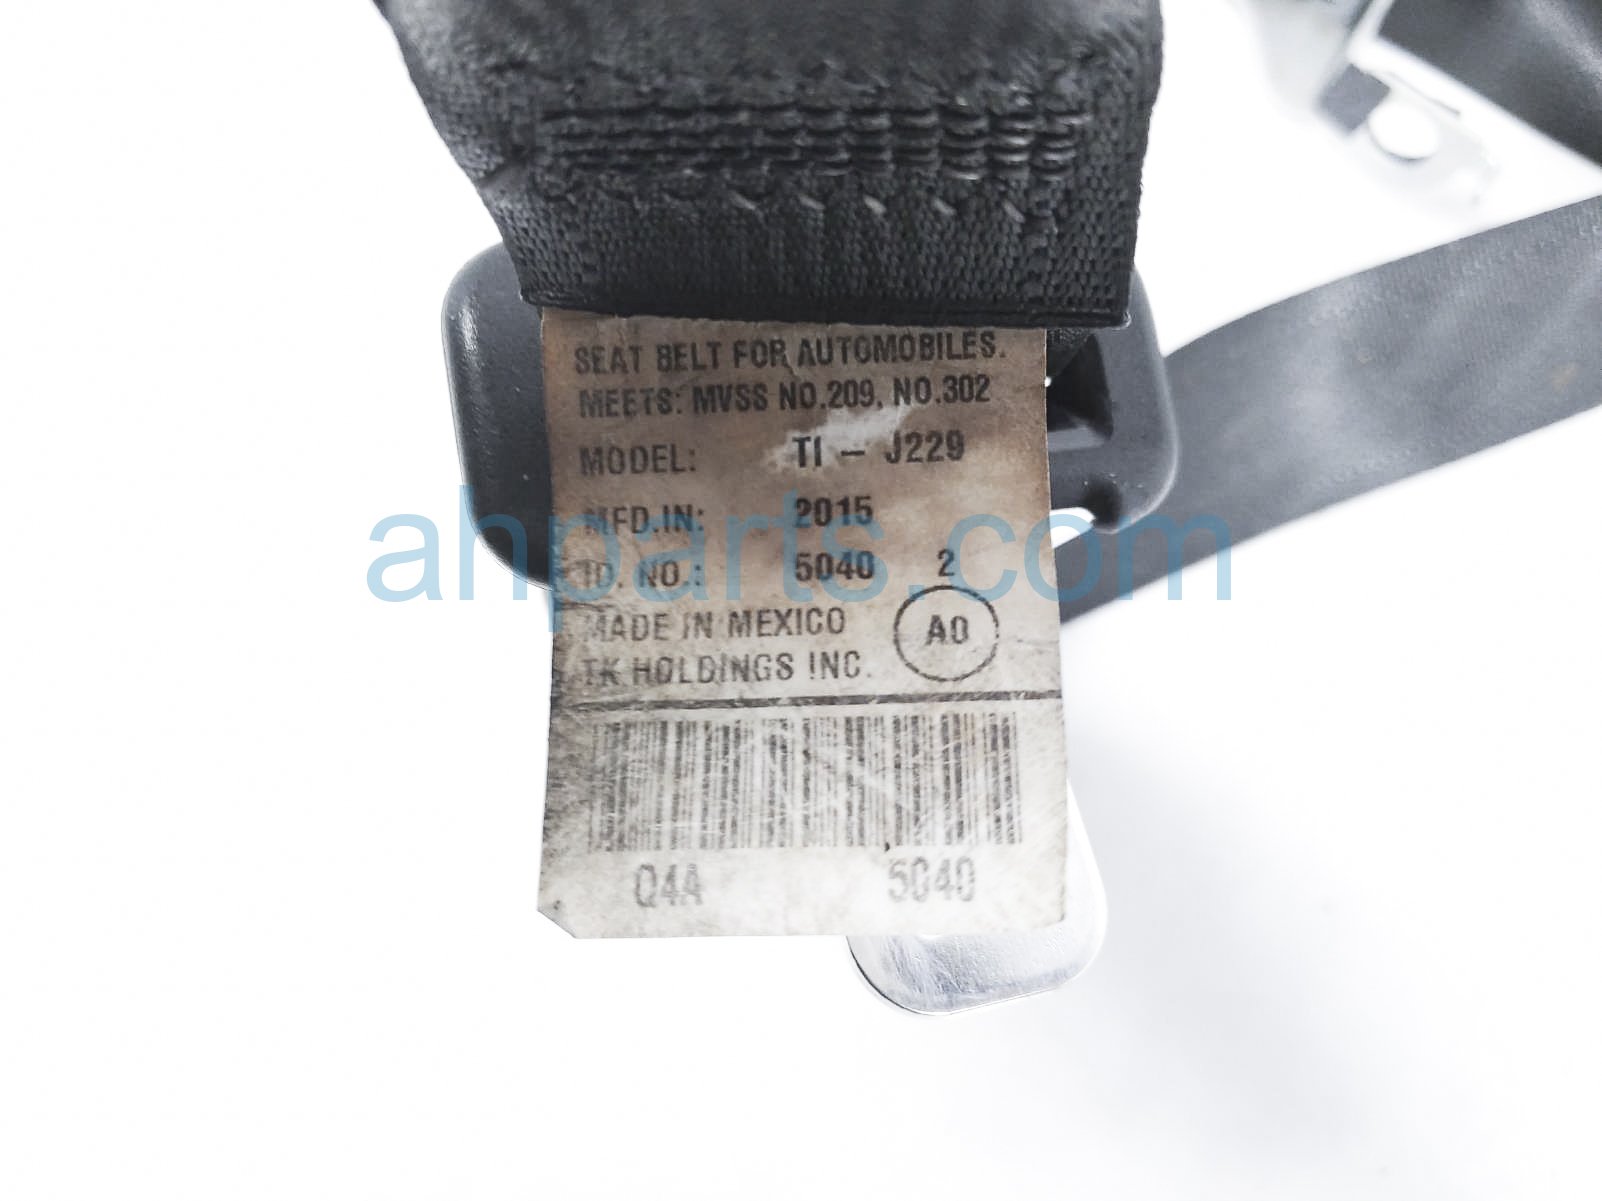 SEAT BELT FOR AUTOMOBILES.
MEETS: MVSS NO.209, NO.302
MODEL: TI - J229
MFD.IN: 2015
ID. NO.: 5040 2
MADE IN MEXICO A0
TK HOLDINGS INC.
Q4A 5040
ahparts.com